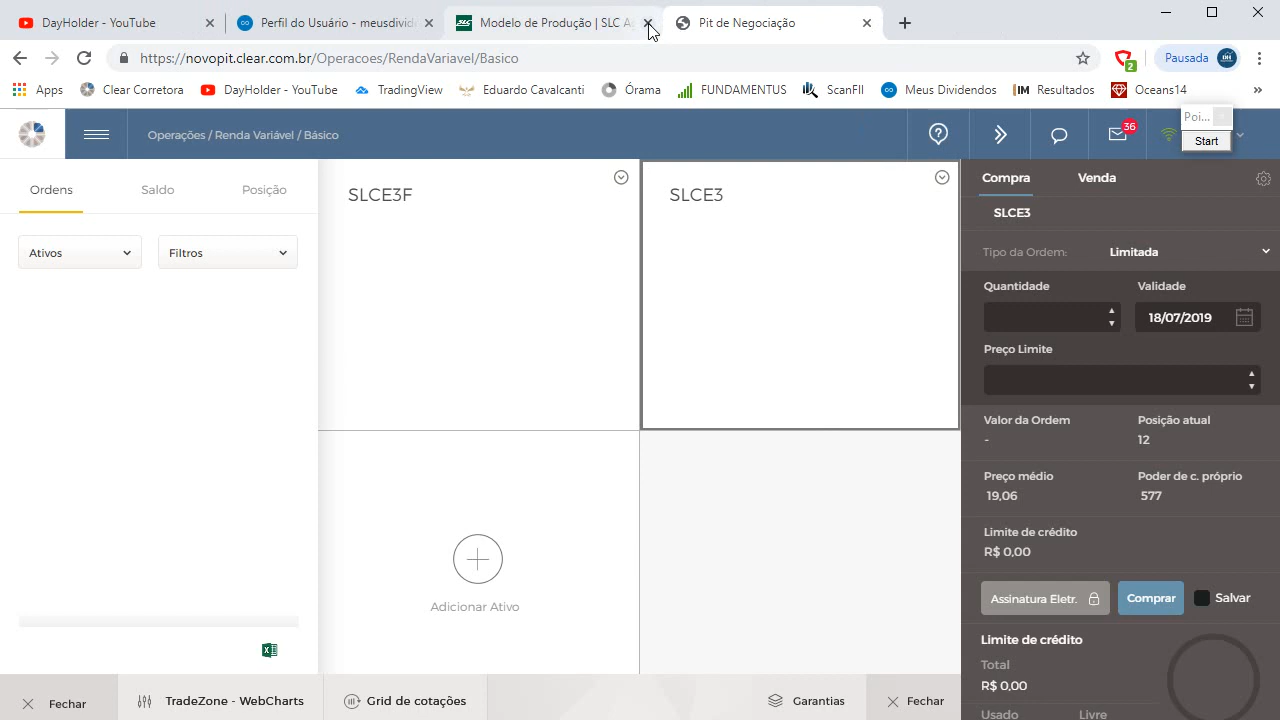 DayHolder - YouTube
Perfil do Usuário - meusdivide
Modelo de Produção | SLC A
Pit de Negociação
https://novopit.clear.com.br/Operacoes/RendaVariavel/Basico
2
Pausada
Apps
Clear Corretora
DayHolder - YouTube
TradingView
Eduardo Cavalcanti
Órama
FUNDAMENTUS
ScanFII
Meus Dividendos
IM Resultados
Oceans14
»
Operações / Renda Variável / Básico
36
Poi...
Start
Ordens
Saldo
Posição
Ativos
Filtros
SLCE3F
SLCE3
Adicionar Ativo
Compra
Venda
SLCE3
Tipo da Ordem:
Limitada
Quantidade
Validade
18/07/2019
Preço Limite
Valor da Ordem
Posição atual
-
12
Preço médio
Poder de c. próprio
19,06
577
Limite de crédito
R$ 0,00
Assinatura Eletr.
Comprar
Salvar
Limite de crédito
Total
R$ 0,00
Usado
Livre
Fechar
TradeZone - WebCharts
Grid de cotações
Garantias
Fechar